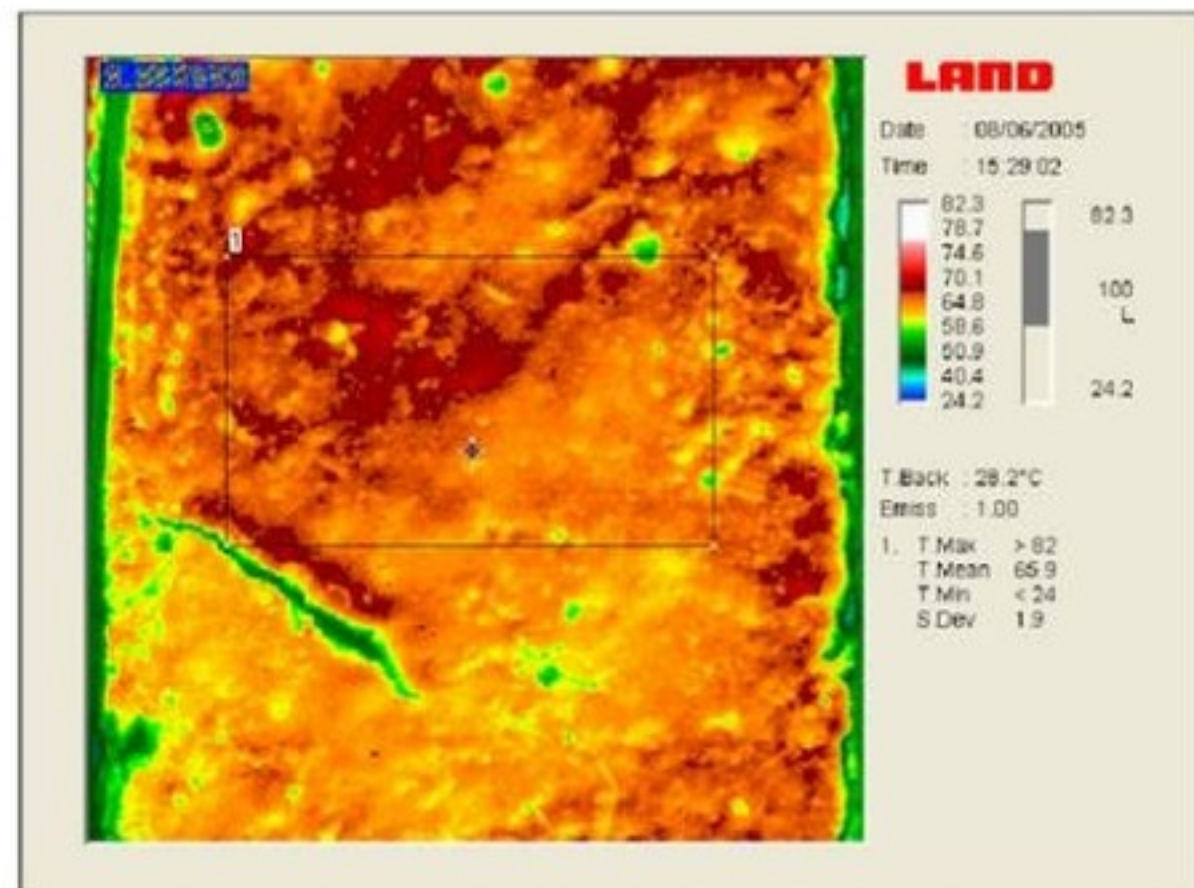 1
LAND
Date : 08/06/2005
Time : 15:29:02
82.3
78.7
74.6
70.1
64.8
58.6
50.9
40.4
24.2
82.3
100
L
24.2
T.Back : 28.2°C
Emiss : 1.00
1. T.Max > 82
T.Mean 65.9
T.Min < 24
S.Dev 1.9